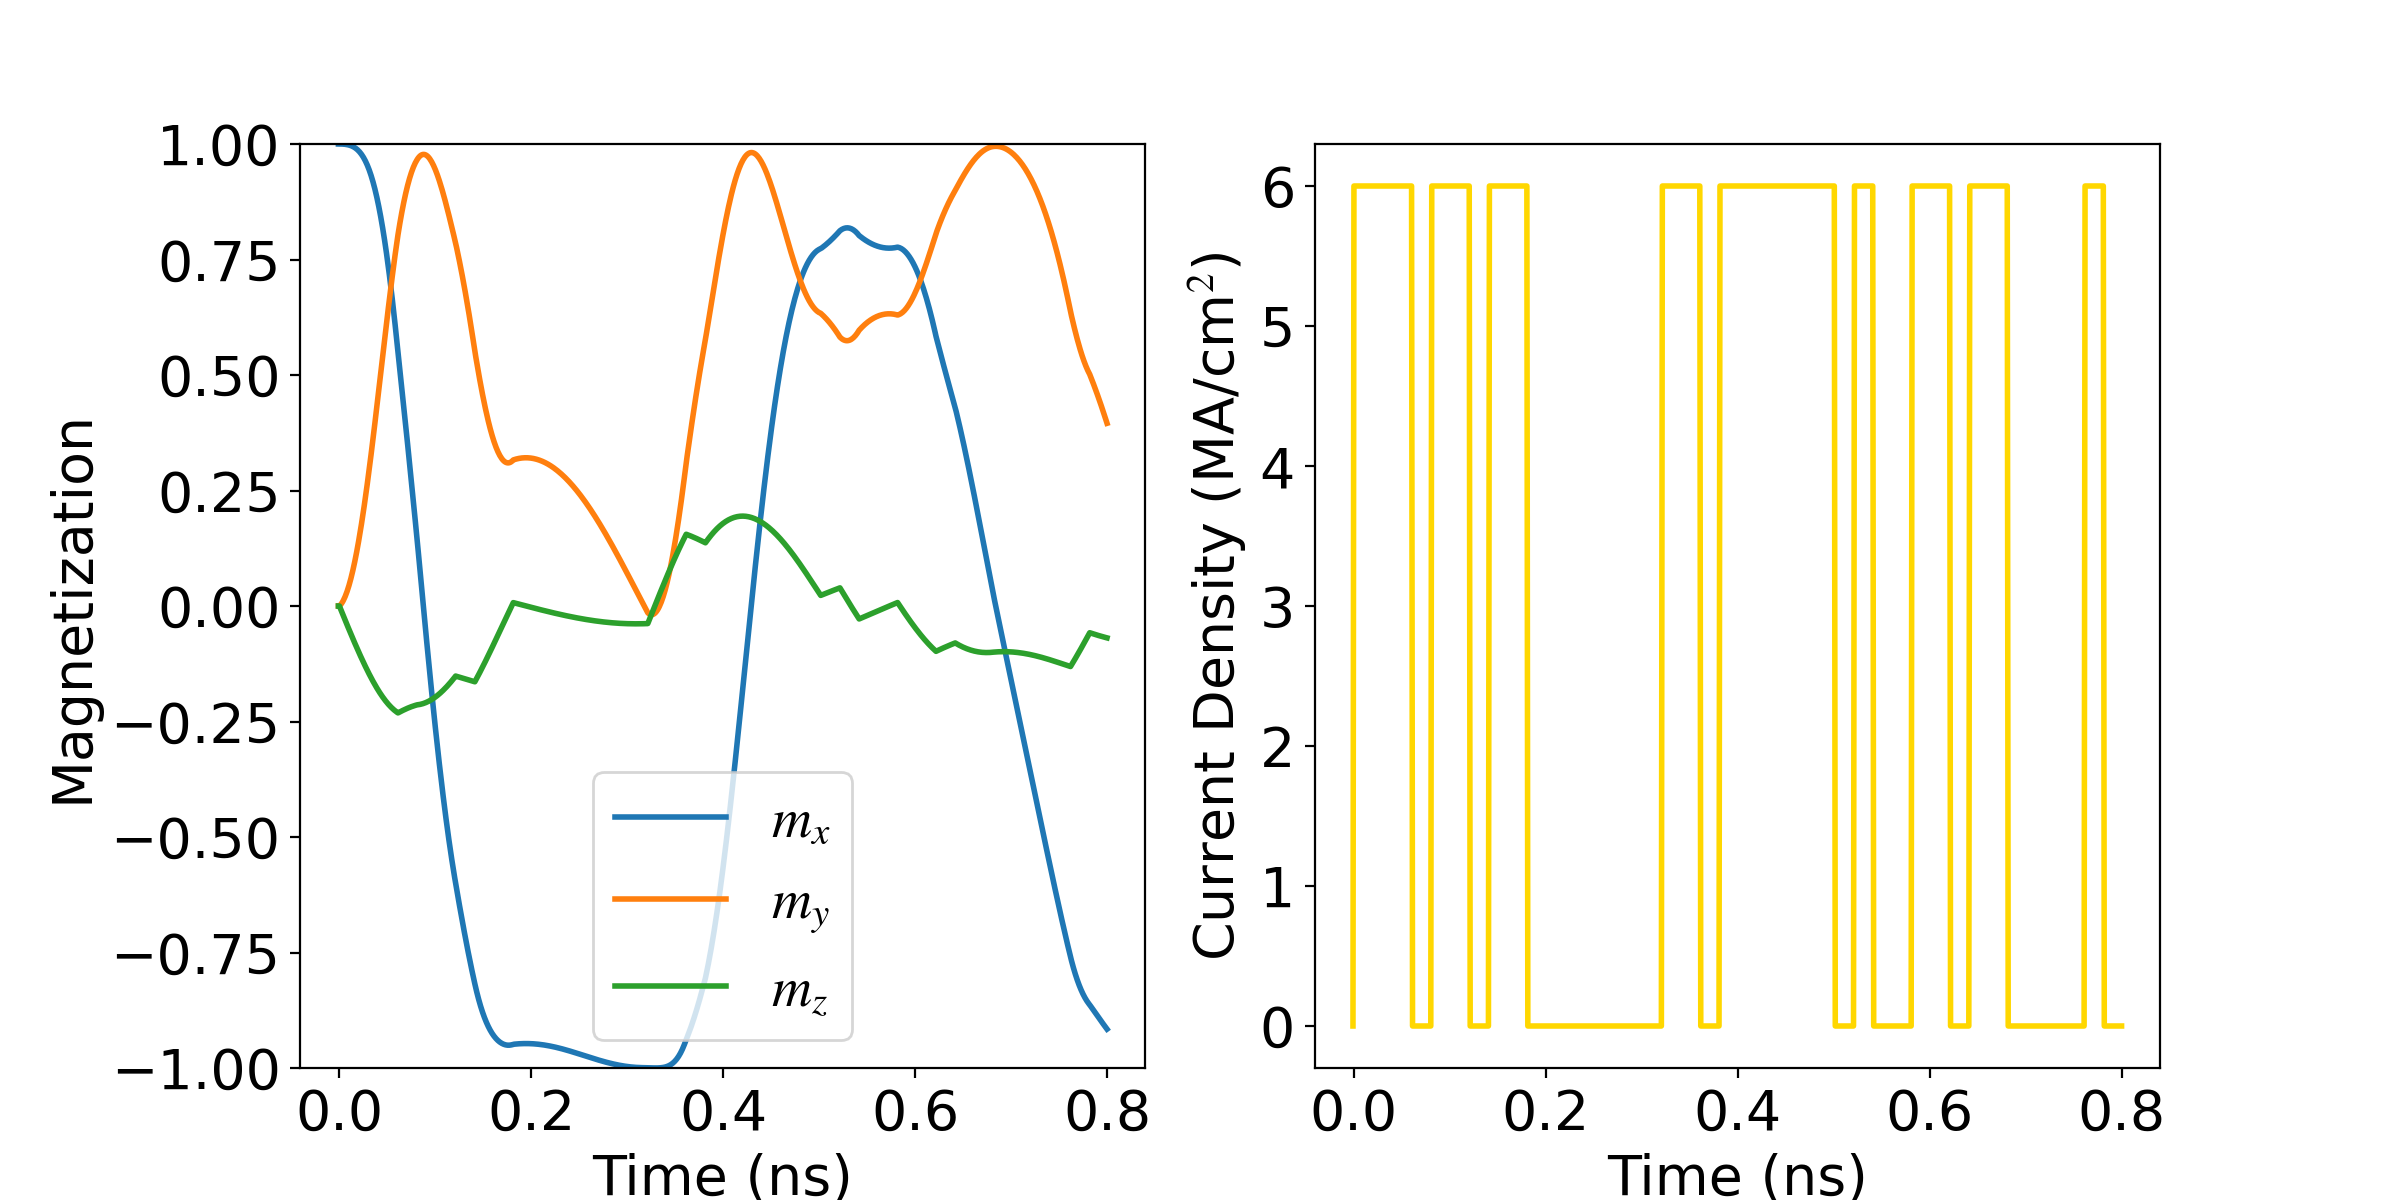 Magnetization
1.00
0.75
0.50
0.25
0.00
−0.25
−0.50
−0.75
−1.00
0.0 0.2 0.4 0.6 0.8
Time (ns)
m_x
m_y
m_z
Current Density (MA/cm²)
6
5
4
3
2
1
0
0.0 0.2 0.4 0.6 0.8
Time (ns)